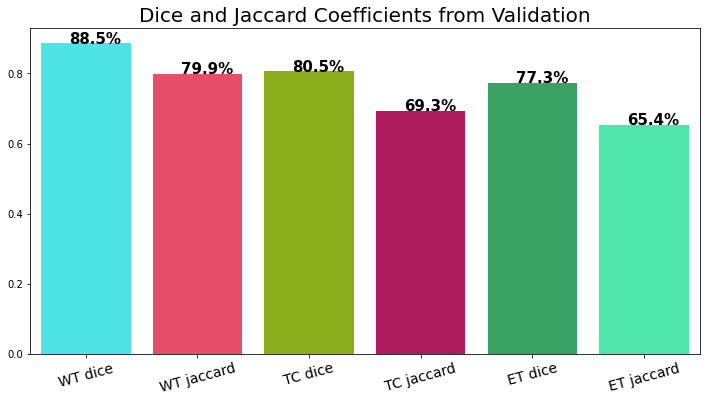 Dice and Jaccard Coefficients from Validation
88.5%
79.9%
80.5%
69.3%
77.3%
65.4%
0.8
0.6
0.4
0.2
0.0
WT dice
WT jaccard
TC dice
TC jaccard
ET dice
ET jaccard